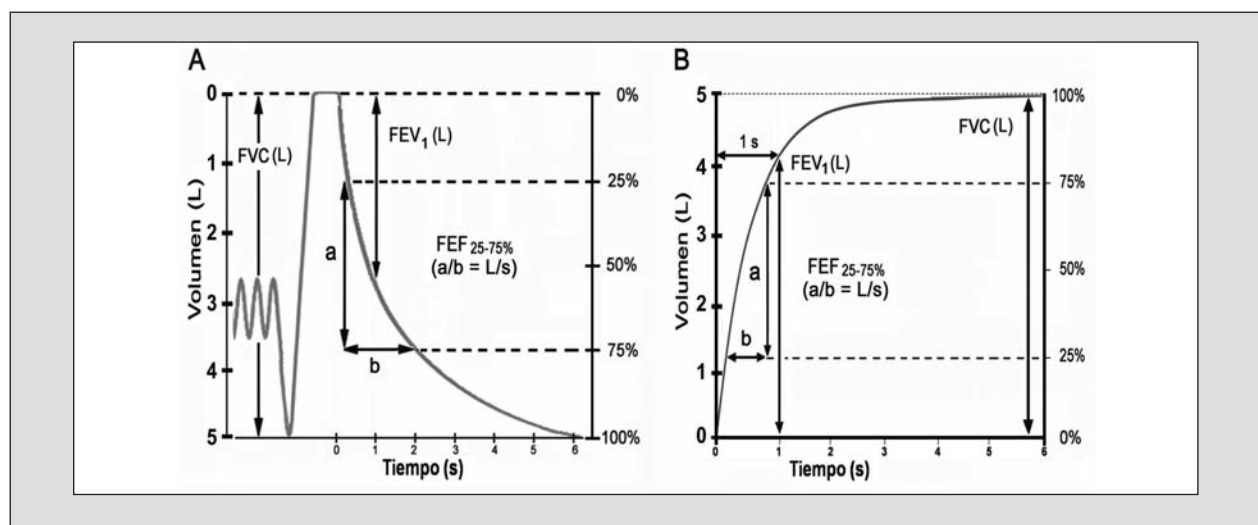 A
Volumen (L)
0
1
2
3
4
5
FVC (L)
FEV1 (L)
a
b
FEF25-75%
(a/b = L/s)
0%
25%
50%
75%
100%
0 1 2 3 4 5 6
Tiempo (s)
B
Volumen (L)
5
4
3
2
1
0
1 s
FEV1(L)
FVC (L)
a
b
FEF25-75%
(a/b = L/s)
100%
75%
50%
25%
0%
0 1 2 3 4 5 6
Tiempo (s)